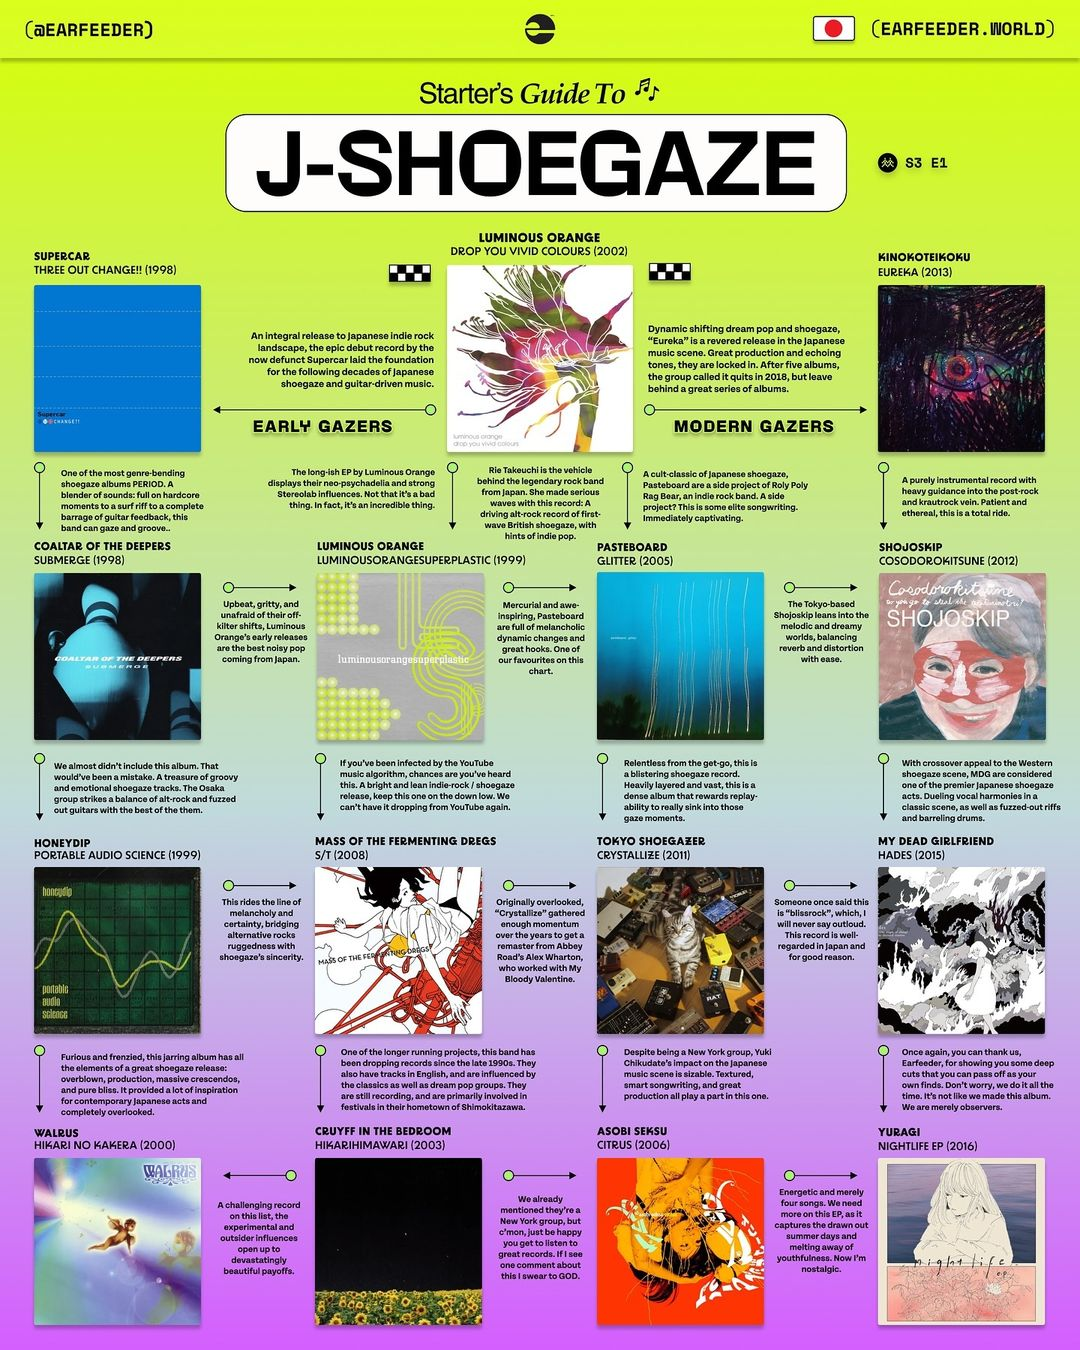 (@EARFEEDER)
(EARFEEDER.WORLD)
Starter's Guide To
J-SHOEGAZE
S3 E1
LUMINOUS ORANGE
DROP YOU VIVID COLOURS (2002)
luminous orange
drop you vivid colours
SUPERCAR
THREE OUT CHANGE!! (1998)
Supercar
CHANGE!!
KINOKOTEIKOKU
EUREKA (2013)
An integral release to Japanese indie rock
landscape, the epic debut record by the
now defunct Supercar laid the foundation
for the following decades of Japanese
shoegaze and guitar-driven music.
EARLY GAZERS
Dynamic shifting dream pop and shoegaze,
“Eureka” is a revered release in the Japanese
music scene. Great production and echoing
tones, they are locked in. After five albums,
the group called it quits in 2018, but leave
behind a great series of albums.
MODERN GAZERS
One of the most genre-bending
shoegaze albums PERIOD. A
blender of sounds: full on hardcore
moments to a surf riff to a complete
barrage of guitar feedback, this
band can gaze and groove..
The long-ish EP by Luminous Orange
displays their neo-psychadelia and strong
Stereolab influences. Not that it's a bad
thing. In fact, it's an incredible thing.
Rie Takeuchi is the vehicle
behind the legendary rock band
from Japan. She made serious
waves with this record: A
driving alt-rock record of first-
wave British shoegaze, with
hints of indie pop.
A cult-classic of Japanese shoegaze,
Pasteboard are a side project of Roly Poly
Rag Bear, an indie rock band. A side
project? This is some elite songwriting.
Immediately captivating.
A purely instrumental record with
heavy guidance into the post-rock
and krautrock vein. Patient and
ethereal, this is a total ride.
COALTAR OF THE DEEPERS
SUBMERGE (1998)
COALTAR OF THE DEEPERS
SUBMERGE
Upbeat, gritty, and
unafraid of their off-
kilter shifts, Luminous
Orange's early releases
are the best noisy pop
coming from Japan.
LUMINOUS ORANGE
LUMINOUSORANGESUPERPLASTIC (1999)
luminousorangesuperplastic
Mercurial and awe-
inspiring, Pasteboard
are full of melancholic
dynamic changes and
great hooks. One of
our favourites on this
chart.
PASTEBOARD
GLITTER (2005)
The Tokyo-based
Shojoskip leans into the
melodic and dreamy
worlds, balancing
reverb and distortion
with ease.
SHOJOSKIP
COSODOROKITSUNE (2012)
Cosodorokitsune
do you go to steal the
SHOJOSKIP
We almost didn't include this album. That
would've been a mistake. A treasure of groovy
and emotional shoegaze tracks. The Osaka
group strikes a balance of alt-rock and fuzzed
out guitars with the best of the them.
If you've been infected by the YouTube
music algorithm, chances are you've heard
this. A bright and lean indie-rock / shoegaze
release, keep this one on the down low. We
can't have it dropping from YouTube again.
Relentless from the get-go, this is
a blistering shoegaze record.
Heavily layered and vast, this is a
dense album that rewards replay-
ability to really sink into those
gaze moments.
With crossover appeal to the Western
shoegaze scene, MDG are considered
one of the premier Japanese shoegaze
acts. Dueling vocal harmonies in a
classic scene, as well as fuzzed-out riffs
and barreling drums.
HONEYDIP
PORTABLE AUDIO SCIENCE (1999)
honeydip
portable
audio
science
This rides the line of
melancholy and
certainty, bridging
alternative rocks
ruggedness with
shoegaze's sincerity.
MASS OF THE FERMENTING DREGS
S/T (2008)
MASS OF THE FERMENTING DREGS
Originally overlooked,
“Crystallize” gathered
enough momentum
over the years to get a
remaster from Abbey
Road's Alex Wharton,
who worked with My
Bloody Valentine.
TOKYO SHOEGAZER
CRYSTALLIZE (2011)
RAT
Someone once said this
is “blissrock”, which, I
will never say outloud.
This record is well-
regarded in Japan and
for good reason.
MY DEAD GIRLFRIEND
HADES (2015)
Furious and frenzied, this jarring album has all
the elements of a great shoegaze release:
overblown, production, massive crescendos,
and pure bliss. It provided a lot of inspiration
for contemporary Japanese acts and
completely overlooked.
One of the longer running projects, this band has
been dropping records since the late 1990s. They
also have tracks in English, and are influenced by
the classics as well as dream pop groups. They
are still recording, and are primarily involved in
festivals in their hometown of Shimokitazawa.
Despite being a New York group, Yuki
Chikudate's impact on the Japanese
music scene is sizable. Textured,
smart songwriting, and great
production all play a part in this one.
Once again, you can thank us,
Earfeeder, for showing you some deep
cuts that you can pass off as your
own finds. Don't worry, we do it all the
time. It's not like we made this album.
We are merely observers.
WALRUS
HIKARI NO KAKERA (2000)
WALRUS
A challenging record
on this list, the
experimental and
outsider influences
open up to
devastatingly
beautiful payoffs.
CRUYFF IN THE BEDROOM
HIKARIHIMAWARI (2003)
We already
mentioned they're a
New York group, but
c'mon, just be happy
you get to listen to
great records. If I see
one comment about
this I swear to GOD.
ASOBI SEKSU
CITRUS (2006)
Energetic and merely
four songs. We need
more on this EP, as it
captures the drawn out
summer days and
melting away of
youthfulness. Now I'm
nostalgic.
YURAGI
NIGHTLIFE EP (2016)
nightlife
e.p.